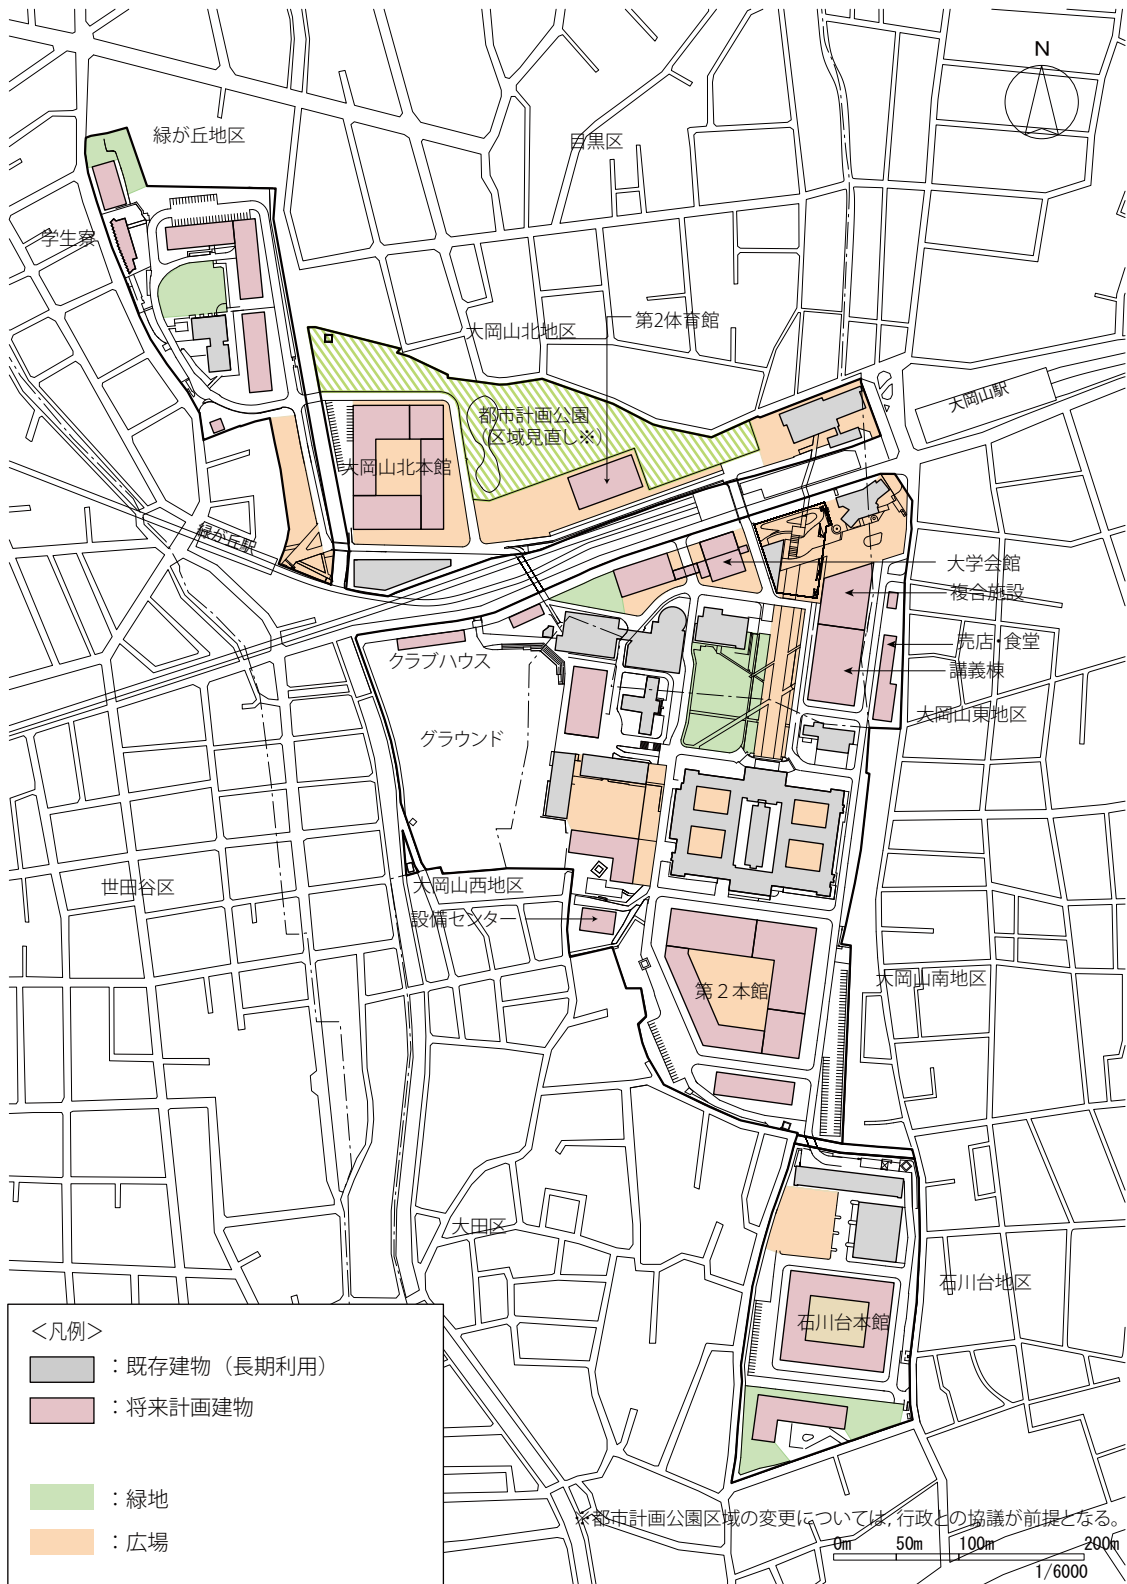 N
緑が丘地区
目黒区
学生寮
大岡山北地区
第2体育館
大岡山駅
都市計画公園
(区域見直し※)
大岡山北本館
緑が丘駅
大学会館
複合施設
売店・食堂
クラブハウス
講義棟
大岡山東地区
グラウンド
世田谷区
大岡山西地区
設備センター
大岡山南地区
第２本館
大田区
石川台地区
石川台本館
＜凡例＞
：既存建物（長期利用）
：将来計画建物
：緑地
：広場
※都市計画公園区域の変更については,行政との協議が前提となる。
0m 50m 100m 200m
1/6000